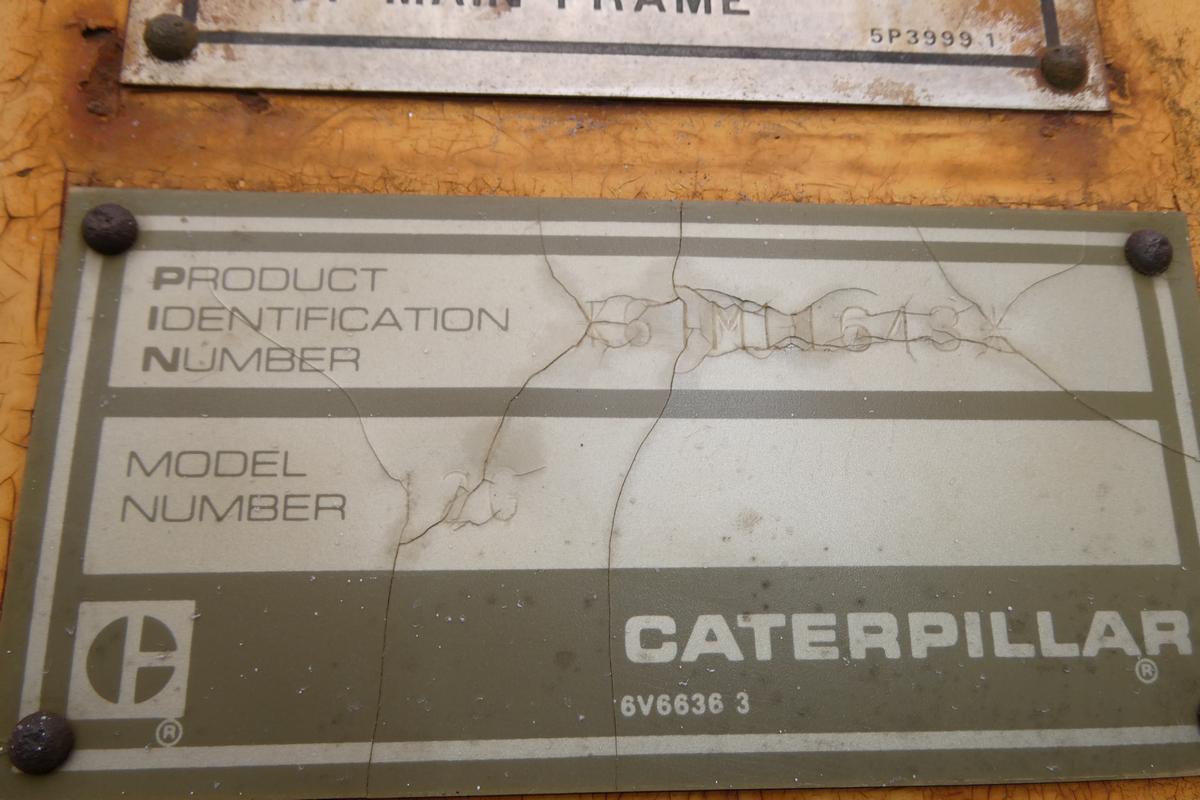 MAIN FRAME
5P3999 1
PRODUCT
IDENTIFICATION
NUMBER
MODEL
NUMBER
CATERPILLAR
®
6V6636 3
®